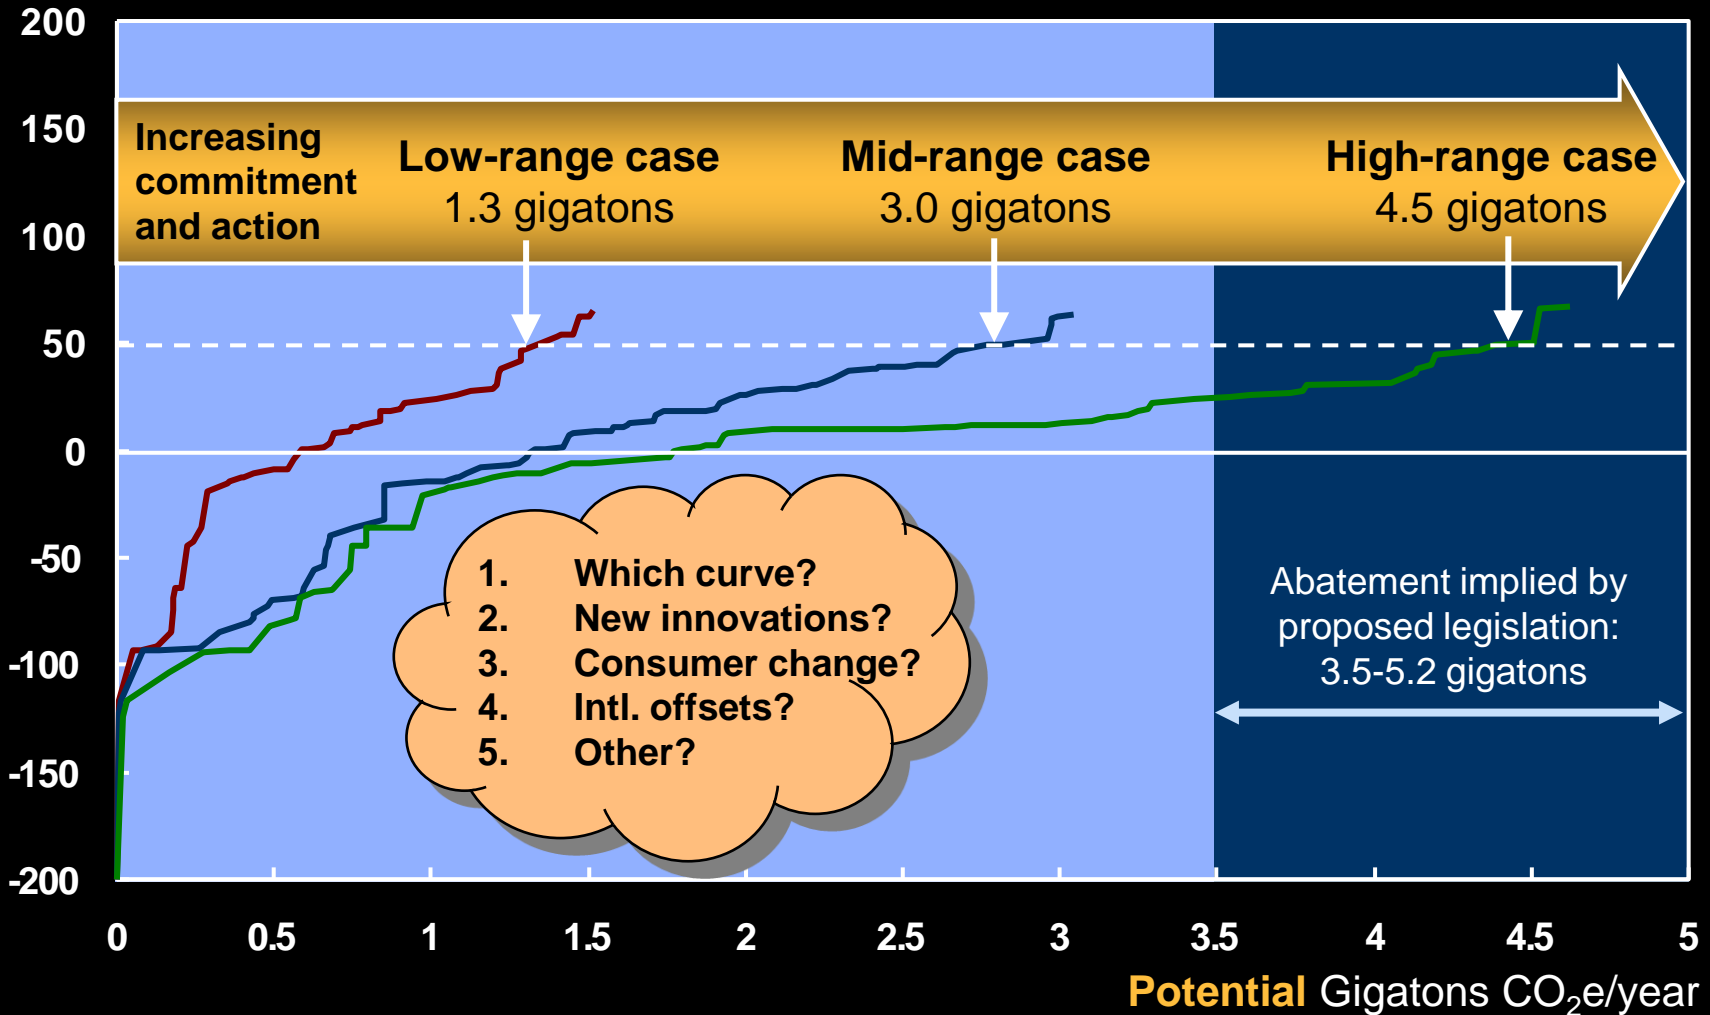 200
150
100
50
0
-50
-100
-150
-200
Increasing
commitment
and action
Low-range case
1.3 gigatons
Mid-range case
3.0 gigatons
High-range case
4.5 gigatons
1. Which curve?
2. New innovations?
3. Consumer change?
4. Intl. offsets?
5. Other?
Abatement implied by
proposed legislation:
3.5-5.2 gigatons
0 0.5 1 1.5 2 2.5 3 3.5 4 4.5 5
Potential Gigatons CO₂e/year